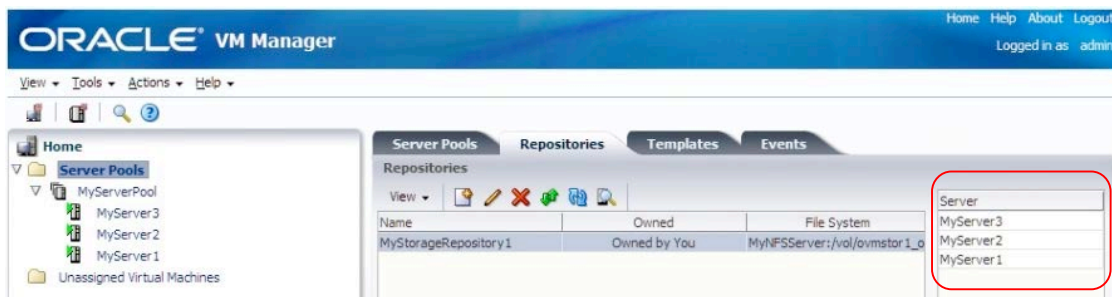 Home Help About Logout
ORACLE VM Manager
Logged in as admin
View Tools Actions Help
Home
Server Pools
MyServerPool
MyServer3
MyServer2
MyServer1
Unassigned Virtual Machines
Server Pools Repositories Templates Events
Repositories
View
Name Owned File System
MyStorageRepository1 Owned by You MyNFSServer:/vol/ovmstor1_o
Server
MyServer3
MyServer2
MyServer1